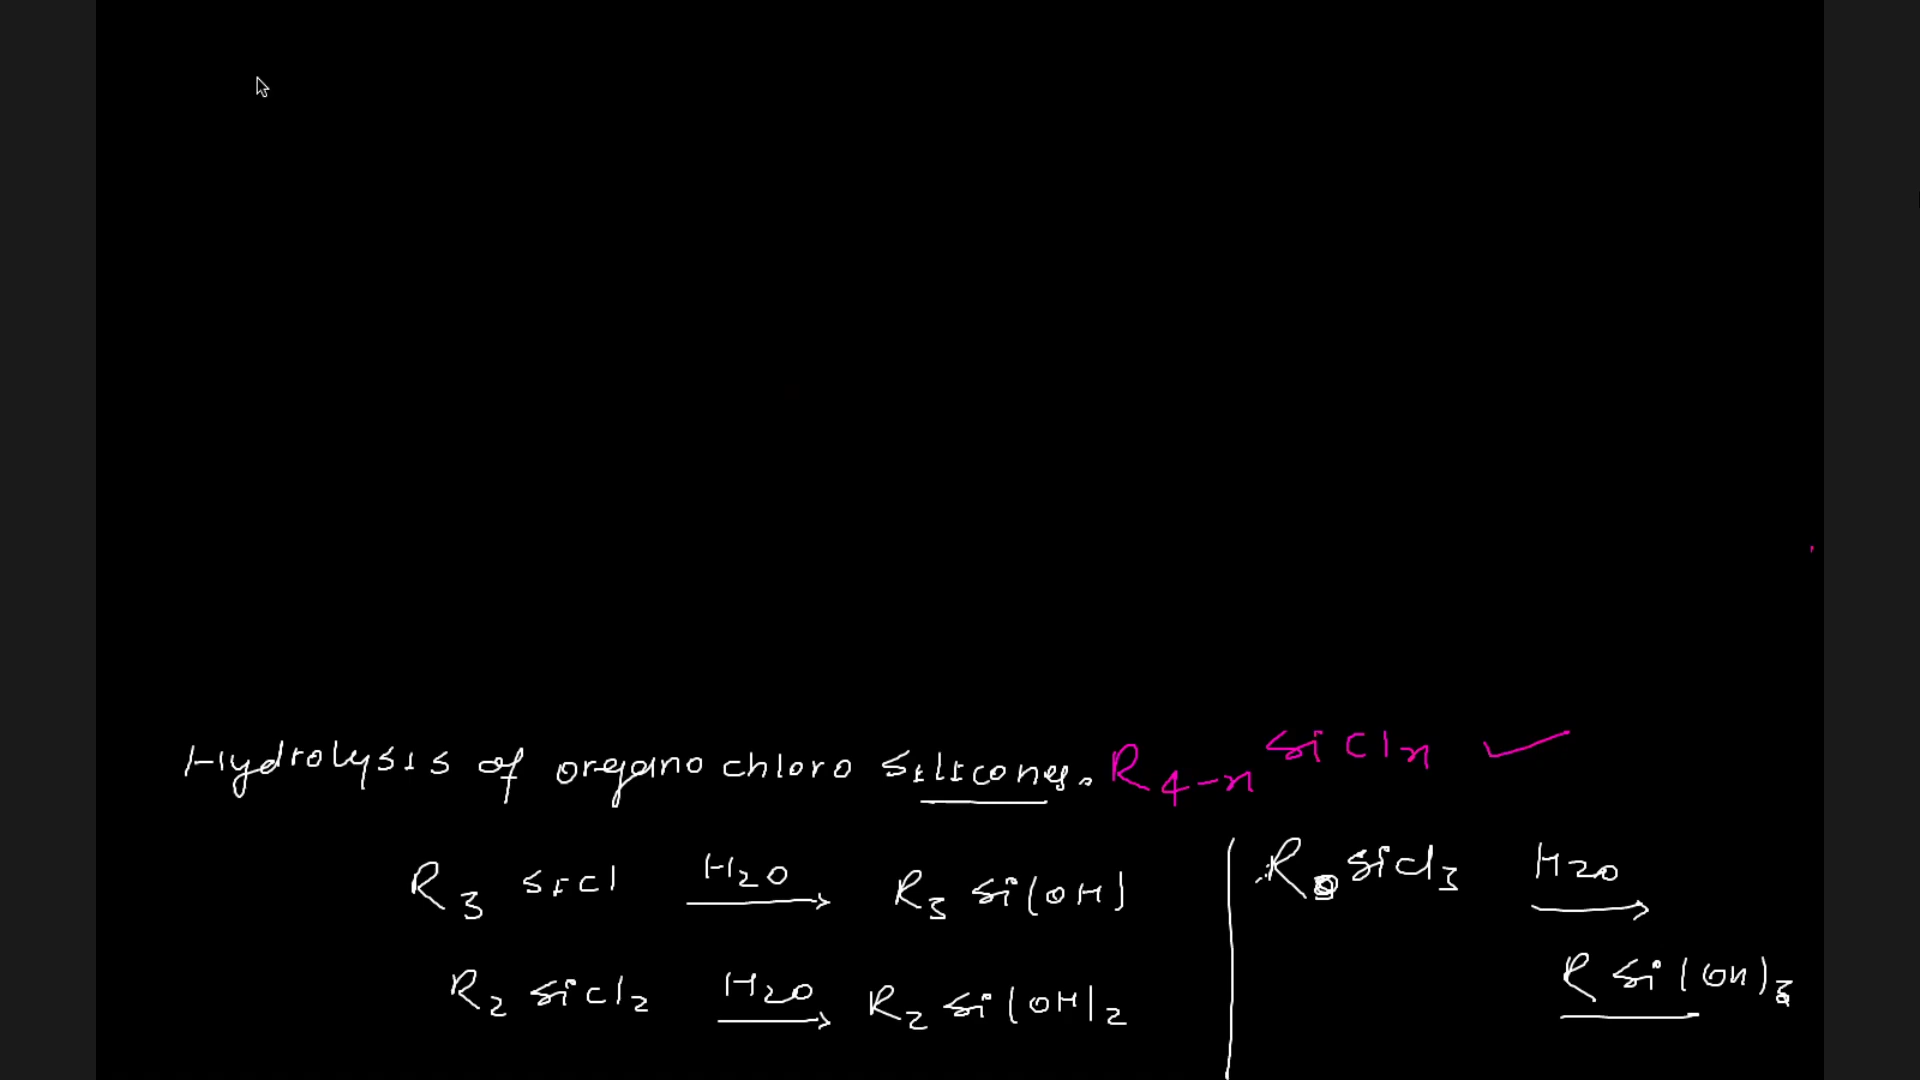 Hydrolysis of organo chloro silicones. R4-n SiCln ✓
R3 SiCl H2O → R3 Si(OH)
R2 SiCl2 H2O → R2 Si(OH)2
R SiCl3 H2O →
R Si(OH)3